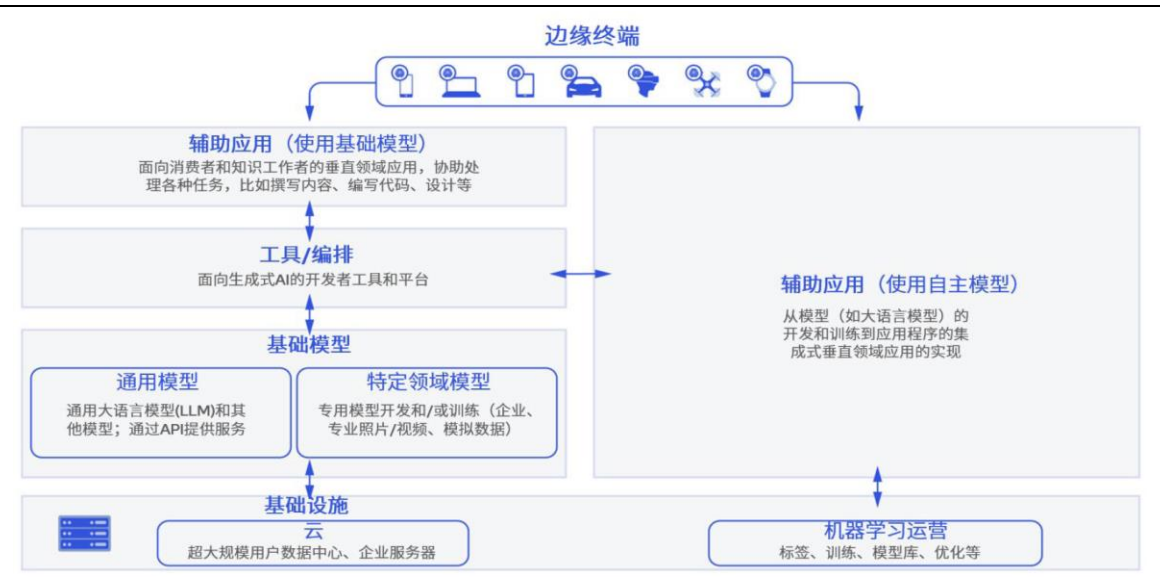 边缘终端
辅助应用（使用基础模型）
面向消费者和知识工作者的垂直领域应用，协助处
理各种任务，比如撰写内容、编写代码、设计等
工具/编排
面向生成式AI的开发者工具和平台
基础模型
通用模型
通用大语言模型(LLM)和其
他模型；通过API提供服务
特定领域模型
专用模型开发和/或训练（企业、
专业照片/视频、模拟数据）
辅助应用（使用自主模型）
从模型（如大语言模型）的
开发和训练到应用程序的集
成式垂直领域应用的实现
基础设施
云
超大规模用户数据中心、企业服务器
机器学习运营
标签、训练、模型库、优化等